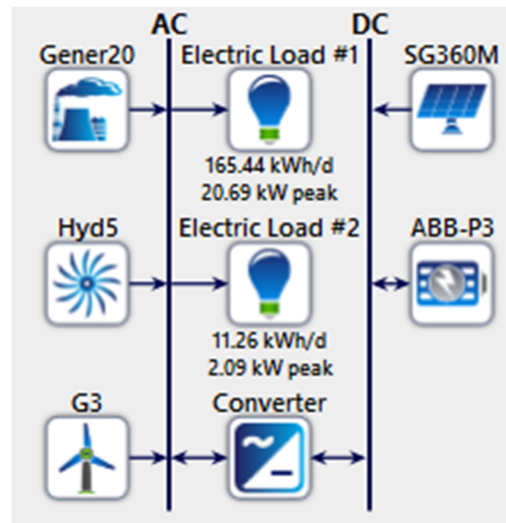 AC DC
Gener20 Electric Load #1 SG360M
165.44 kWh/d
20.69 kW peak
Hyd5 Electric Load #2 ABB-P3
11.26 kWh/d
2.09 kW peak
G3 Converter